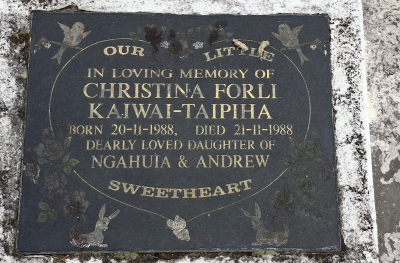 OUR LITTLE
IN LOVING MEMORY OF
CHRISTINA FORLI
KAIWAI-TAIPIHA
BORN 20-11-1988, DIED 21-11-1988
DEARLY LOVED DAUGHTER OF
NGAHUIA & ANDREW
SWEETHEART